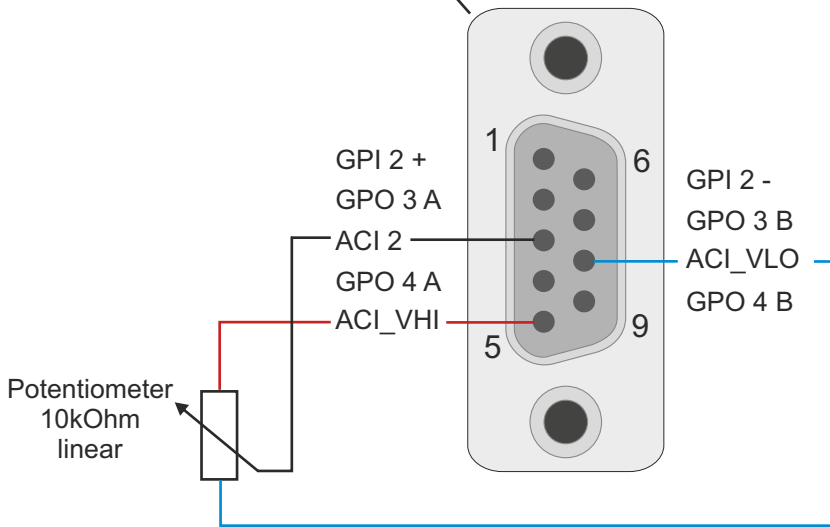 1
6
GPI 2 +
GPO 3 A
ACI 2
GPO 4 A
ACI_VHI
5
9
GPI 2 -
GPO 3 B
ACI_VLO
GPO 4 B
Potentiometer
10kOhm
linear